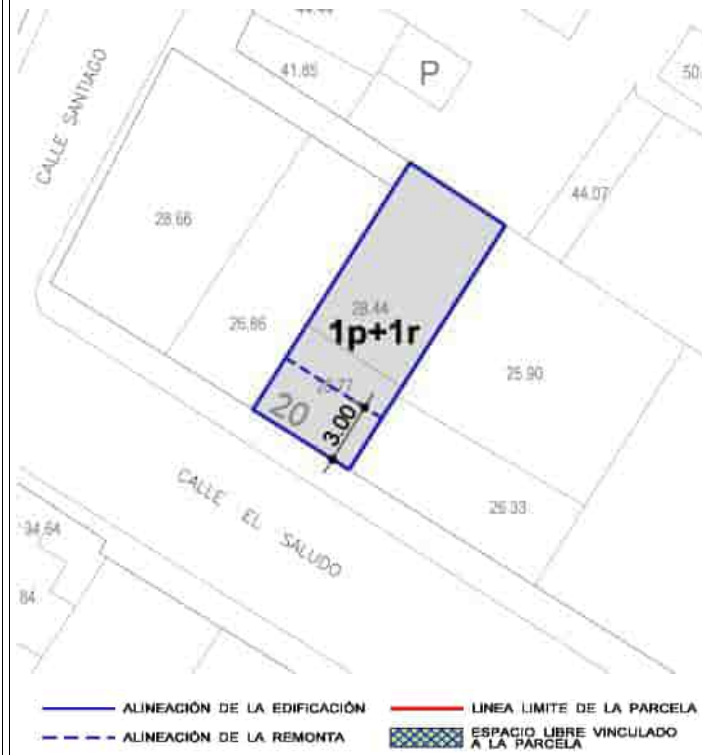 41.85
P
50.
CALLE SANTIAGO
44.07
28.66
28.44
1p+1r
26.86
25.90
20
3.00
26.33
CALLE EL SALUDO
34.64
84
ALINEACIÓN DE LA EDIFICACIÓN
LINEA LIMITE DE LA PARCELA
ALINEACIÓN DE LA REMONTA
ESPACIO LIBRE VINCULADO
A LA PARCELA